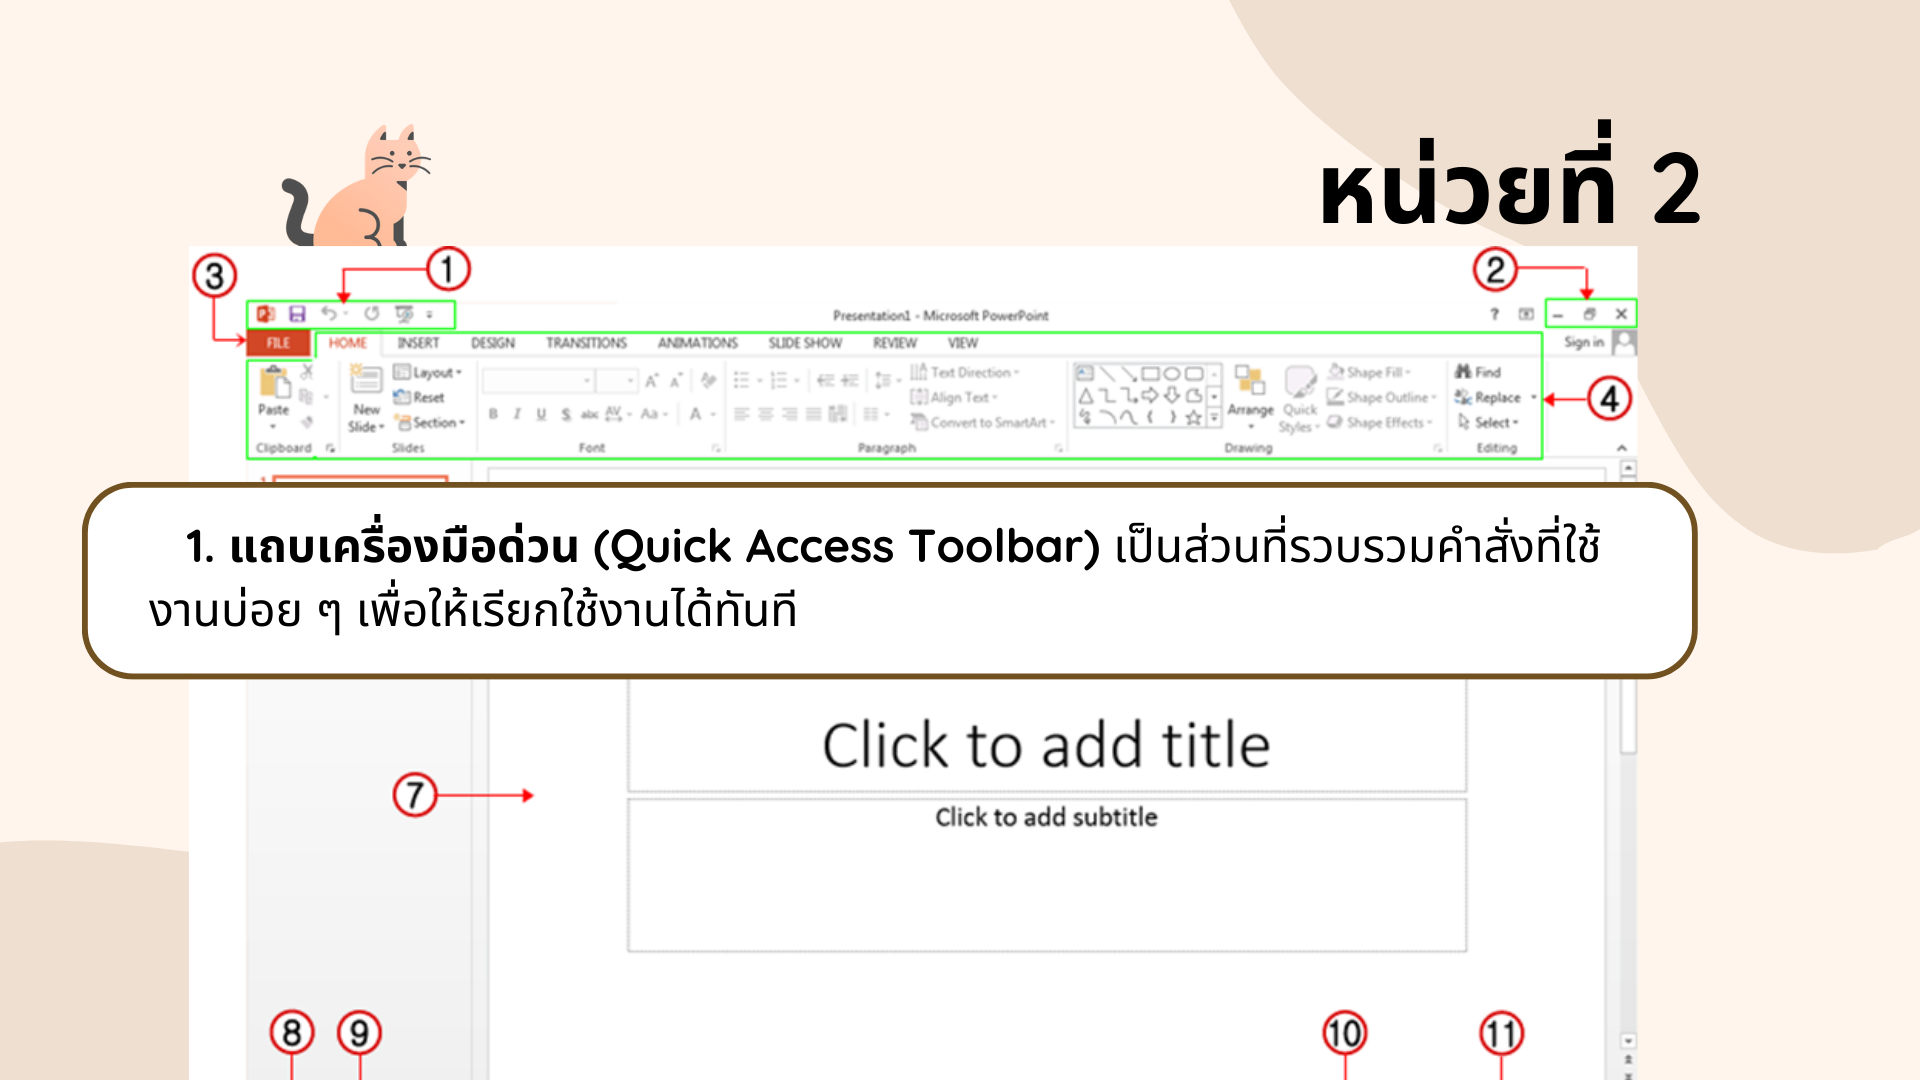 หน่วยที่ 2
3
1
2
Presentation1 - Microsoft PowerPoint
?
FILE HOME INSERT DESIGN TRANSITIONS ANIMATIONS SLIDE SHOW REVIEW VIEW Sign in
Layout Text Direction Shape Fill Find
Reset Align Text Shape Outline Replace 4
Paste New Slide Section B I U S abc AV Aa A Convert to SmartArt Arrange Quick Styles Shape Effects Select
Clipboard Slides Font Paragraph Drawing Editing
1. แถบเครื่องมือด่วน (Quick Access Toolbar) เป็นส่วนที่รวบรวมคำสั่งที่ใช้
งานบ่อย ๆ เพื่อให้เรียกใช้งานได้ทันที
Click to add title
7
Click to add subtitle
8 9 10 11